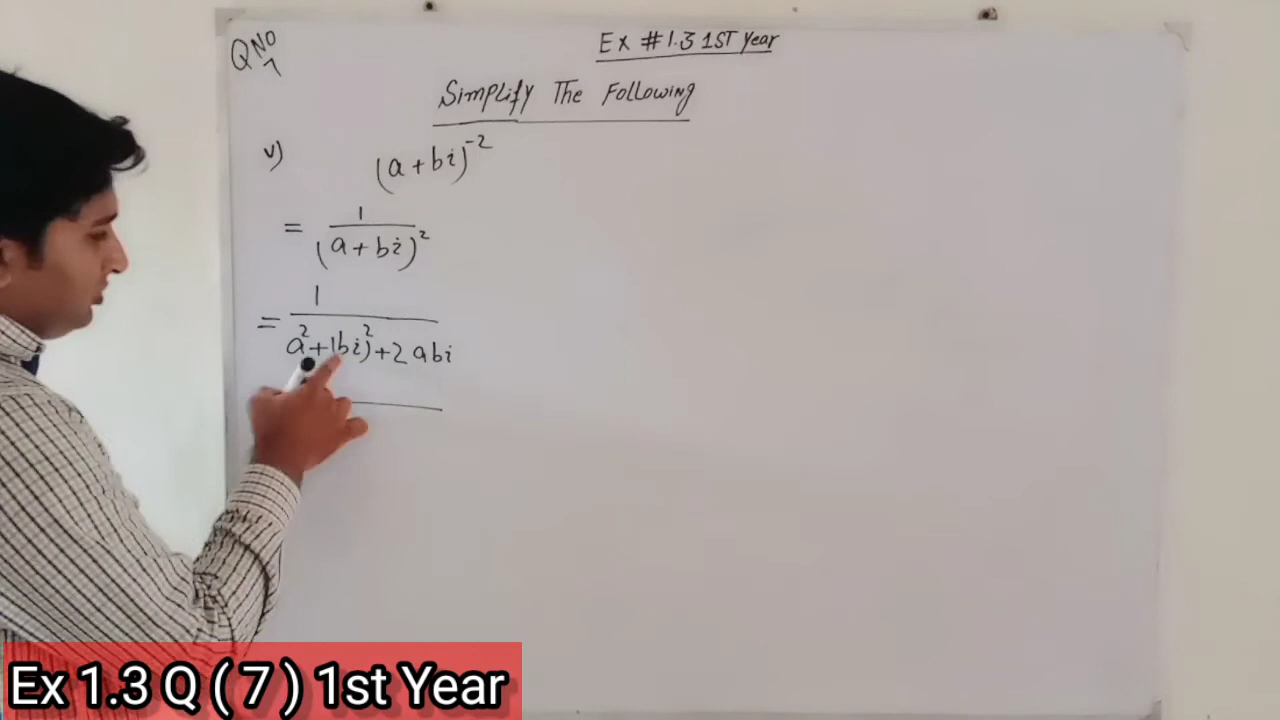 Q NO 7
Ex # 1.3 1ST Year
Simplify The Following
v) (a + bi)⁻²
= 1 / (a + bi)²
= 1 / a² + (bi)² + 2abi
Ex 1.3 Q ( 7 ) 1st Year